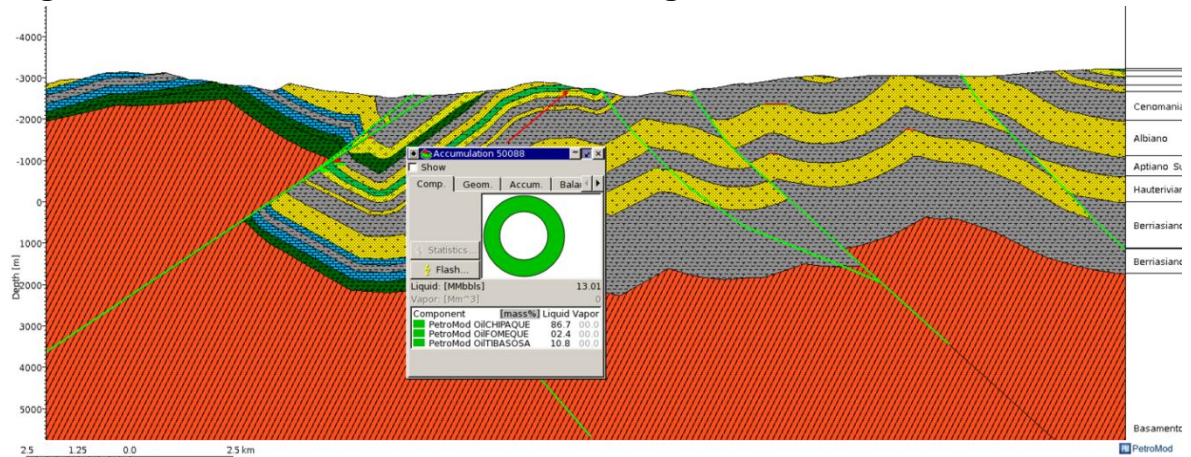 -4000
-3000
-2000
-1000
0
1000
2000
3000
4000
5000
Depth [m]
2.5 1.25 0.0 2.5 km
Accumulation 50088
Show
Comp. Geom. Accum. Balan
Statistics...
Flash...
Liquid: [MMbbls] 13.01
Vapor: [Mm^3] 0
Component [mass%] Liquid Vapor
PetroMod OilCHIPAQUE 86.7 00.0
PetroMod OilFOMEQUE 02.4 00.0
PetroMod OilTIBASOSA 10.8 00.0
Cenomania
Albiano
Aptiano Su
Hauterivian
Berriasiano
Berriasiano
Basamento
PetroMod